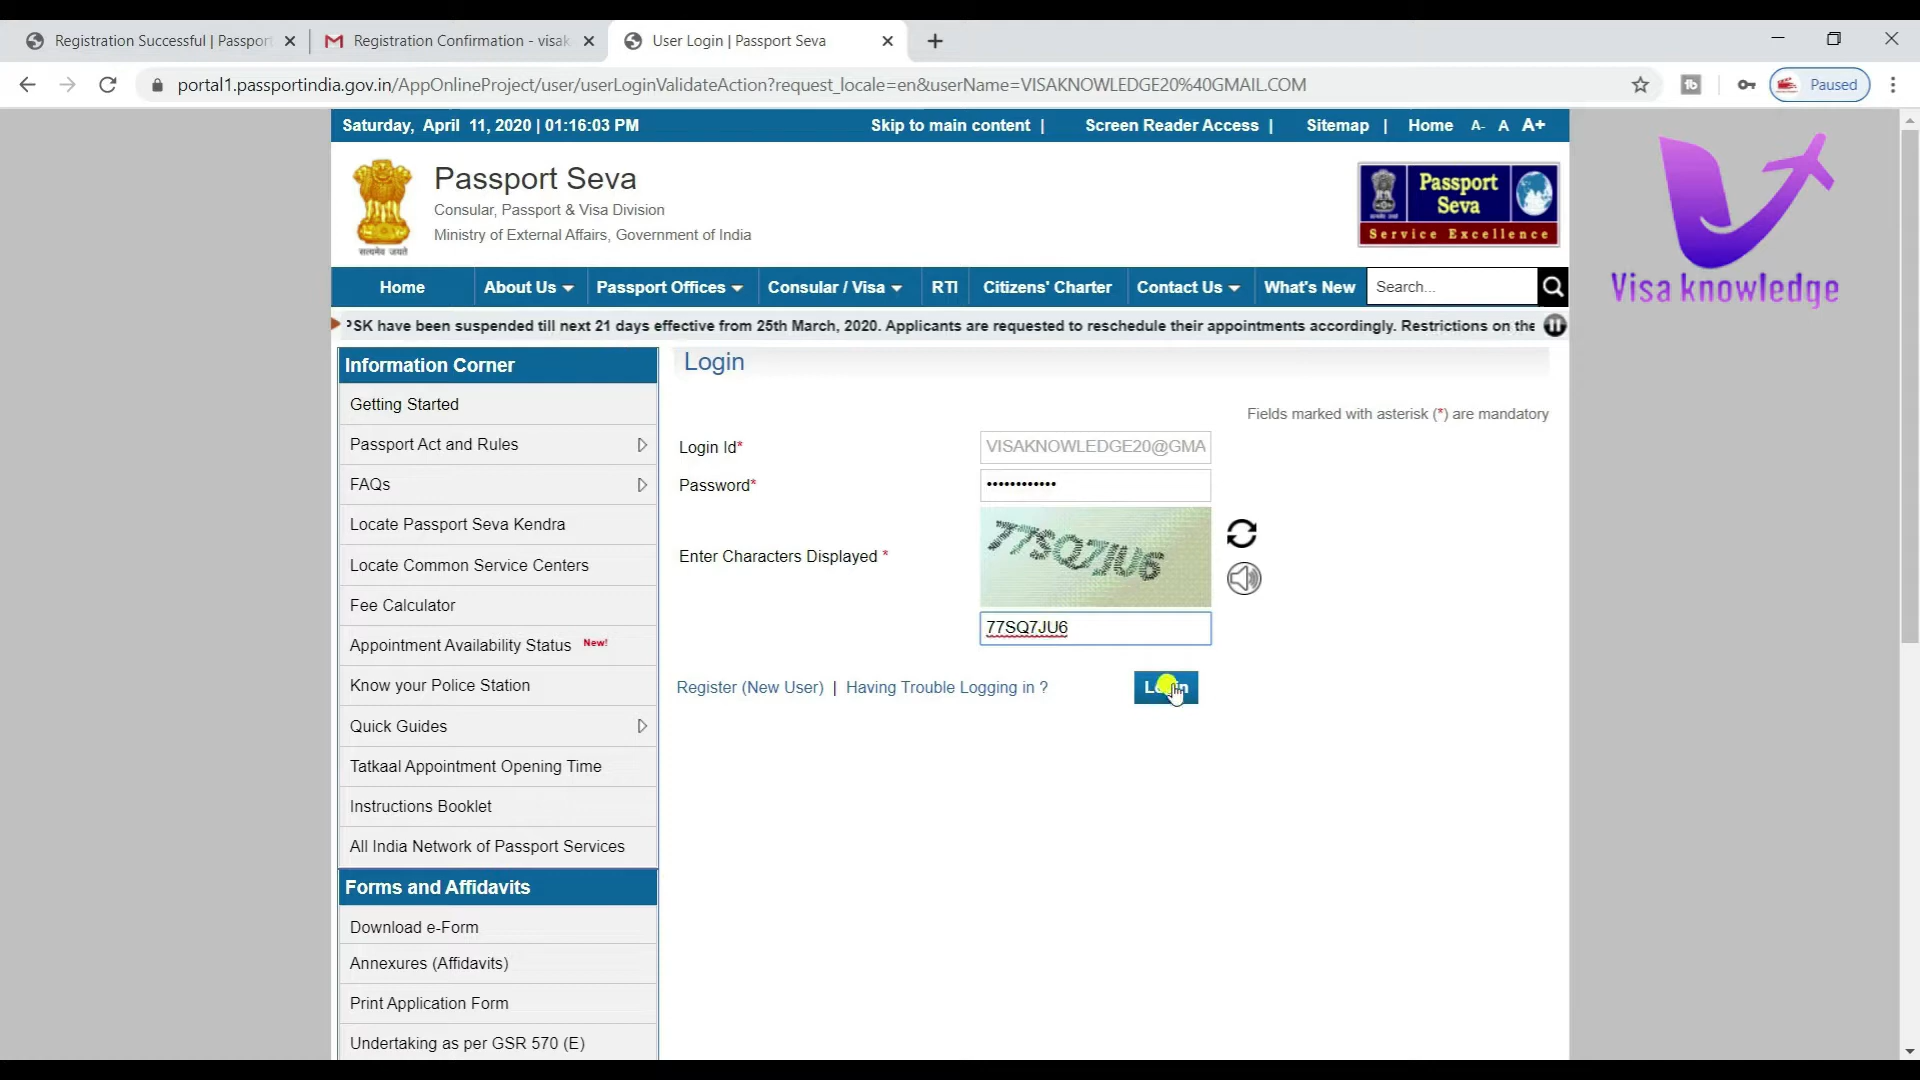 Registration Successful | Passpor
Registration Confirmation - visak
User Login | Passport Seva
portal1.passportindia.gov.in/AppOnlineProject/user/userLoginValidateAction?request_locale=en&userName=VISAKNOWLEDGE20%40GMAIL.COM
Paused
Saturday, April 11, 2020 | 01:16:03 PM
Skip to main content | Screen Reader Access | Sitemap | Home A- A A+
Passport Seva
Consular, Passport & Visa Division
Ministry of External Affairs, Government of India
सत्यमेव जयते
Passport
Seva
Service Excellence
Visa knowledge
Home About Us Passport Offices Consular / Visa RTI Citizens' Charter Contact Us What's New Search...
PSK have been suspended till next 21 days effective from 25th March, 2020. Applicants are requested to reschedule their appointments accordingly. Restrictions on the
Information Corner
Getting Started
Passport Act and Rules
FAQs
Locate Passport Seva Kendra
Locate Common Service Centers
Fee Calculator
Appointment Availability Status New!
Know your Police Station
Quick Guides
Tatkaal Appointment Opening Time
Instructions Booklet
All India Network of Passport Services
Forms and Affidavits
Download e-Form
Annexures (Affidavits)
Print Application Form
Undertaking as per GSR 570 (E)
Login
Fields marked with asterisk (*) are mandatory
Login Id* VISAKNOWLEDGE20@GMA
Password* ••••••••••••
77SQ7JU6
Enter Characters Displayed *
77SQ7JU6
Register (New User) | Having Trouble Logging in ? Login